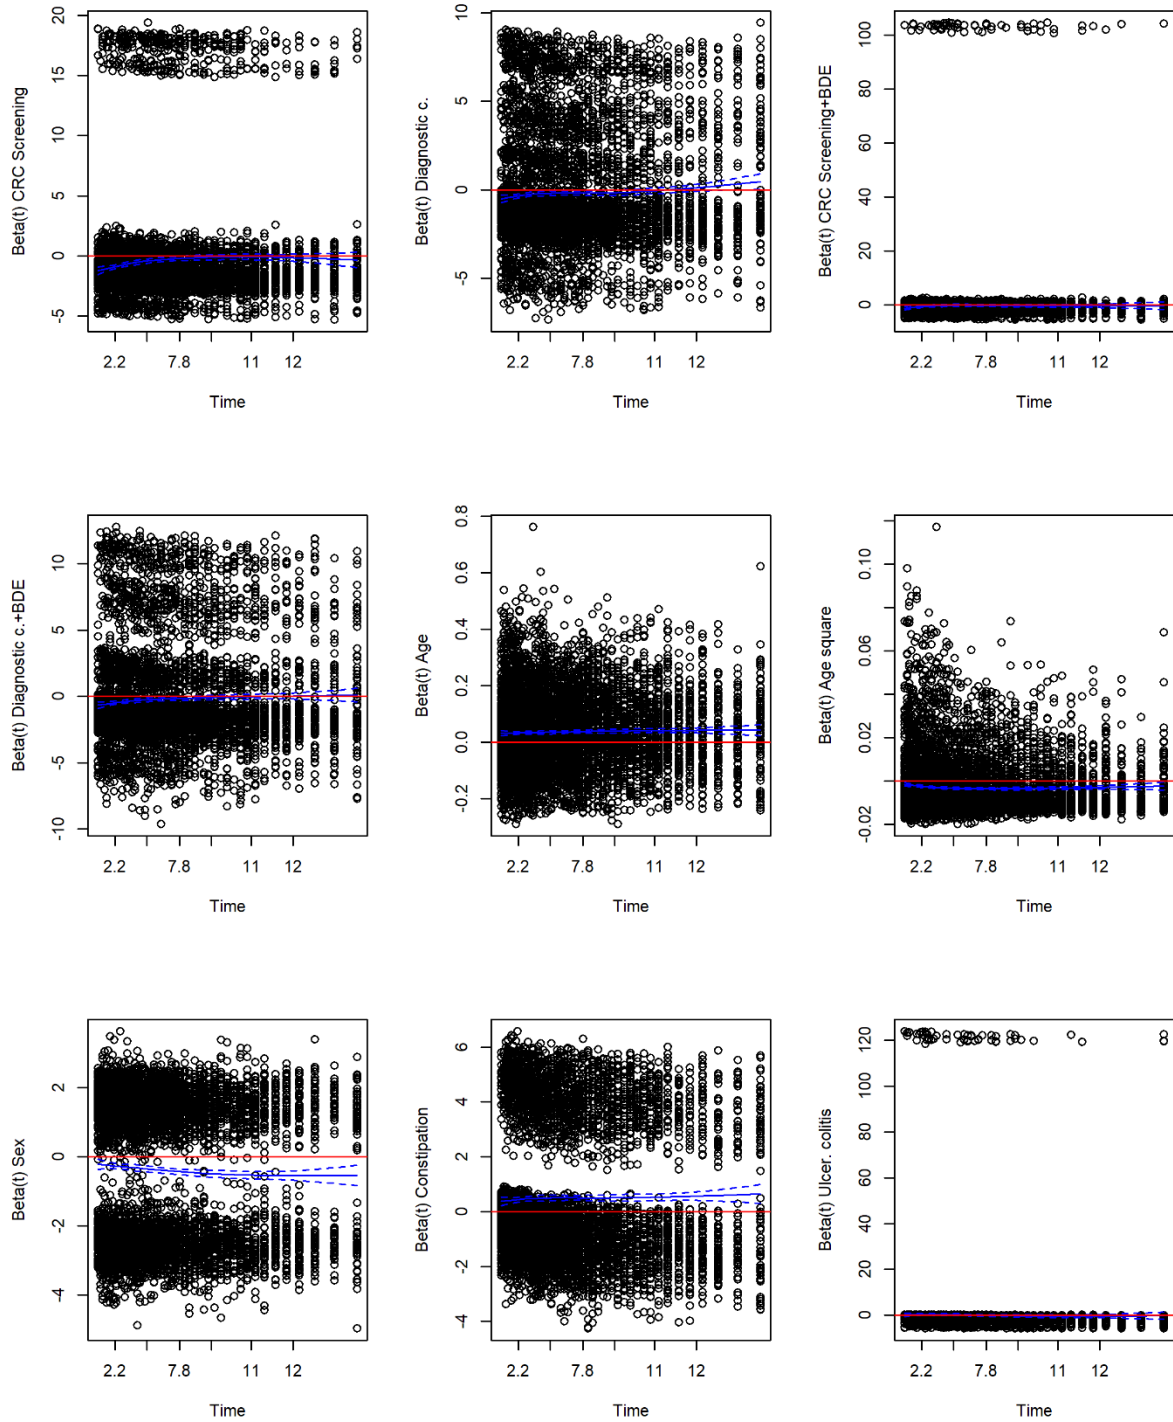 Beta(t) CRC Screening
20
15
10
5
0
-5
2.2 7.8 11 12
Time
Beta(t) Diagnostic c.
10
5
0
-5
2.2 7.8 11 12
Time
Beta(t) CRC Screening+BDE
100
80
60
40
20
0
2.2 7.8 11 12
Time
Beta(t) Diagnostic c.+BDE
10
5
0
-5
-10
2.2 7.8 11 12
Time
Beta(t) Age
0.8
0.6
0.4
0.2
0.0
-0.2
2.2 7.8 11 12
Time
Beta(t) Age square
0.10
0.06
0.02
-0.02
2.2 7.8 11 12
Time
Beta(t) Sex
2
0
-2
-4
2.2 7.8 11 12
Time
Beta(t) Constipation
6
4
2
0
-2
-4
2.2 7.8 11 12
Time
Beta(t) Ulcer. colitis
120
100
80
60
40
20
0
2.2 7.8 11 12
Time